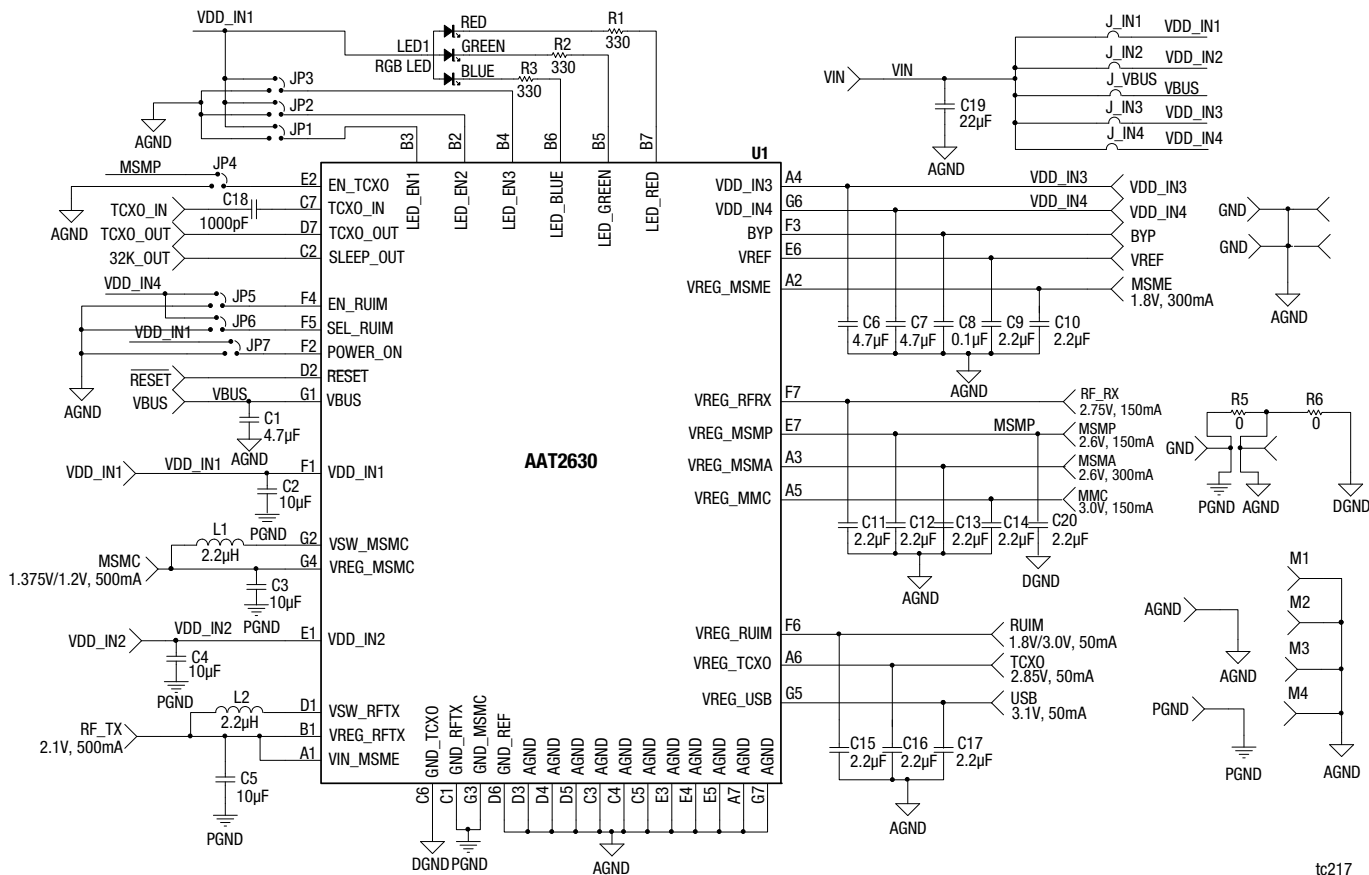 VDD_IN1
LED1
RGB LED
RED
GREEN
BLUE
R1
330
R2
330
R3
330
JP3
JP2
JP1
AGND
B3
B2
B4
B6
B5
B7
LED_EN1
LED_EN2
LED_EN3
LED_BLUE
LED_GREEN
LED_RED
U1
AAT2630
MSMP
JP4
E2
EN_TCXO
AGND
TCXO_IN
C18
1000pF
C7
TCXO_IN
TCXO_OUT
D7
TCXO_OUT
32K_OUT
C2
SLEEP_OUT
VDD_IN4
JP5
F4
EN_RUIM
JP6
F5
SEL_RUIM
VDD_IN1
JP7
F2
POWER_ON
AGND
RESET
D2
RESET
VBUS
VBUS
G1
VBUS
C1
4.7µF
AGND
VDD_IN1
VDD_IN1
F1
VDD_IN1
C2
10µF
PGND
L1
2.2µH
G2
VSW_MSMC
MSMC
1.375V/1.2V, 500mA
G4
VREG_MSMC
C3
10µF
PGND
VDD_IN2
VDD_IN2
E1
VDD_IN2
C4
10µF
PGND
L2
2.2µH
D1
VSW_RFTX
RF_TX
2.1V, 500mA
B1
VREG_RFTX
A1
VIN_MSME
C5
10µF
PGND
GND_TCXO
GND_RFTX
GND_MSMC
GND_REF
AGND
AGND
AGND
AGND
AGND
AGND
AGND
AGND
AGND
AGND
AGND
C6
C1
G3
D6
D3
D4
D5
C3
C4
C5
E3
E4
E5
A7
G7
DGND
PGND
AGND
VIN
VIN
C19
22µF
AGND
J_IN1
VDD_IN1
J_IN2
VDD_IN2
J_VBUS
VBUS
J_IN3
VDD_IN3
J_IN4
VDD_IN4
VDD_IN3
A4
VDD_IN3
VDD_IN3
VDD_IN4
G6
VDD_IN4
VDD_IN4
BYP
F3
BYP
VREF
E6
VREF
VREG_MSME
A2
MSME
1.8V, 300mA
C6
4.7µF
C7
4.7µF
C8
0.1µF
C9
2.2µF
C10
2.2µF
AGND
GND
GND
AGND
VREG_RFRX
F7
RF_RX
2.75V, 150mA
VREG_MSMP
E7
MSMP
MSMP
2.6V, 150mA
VREG_MSMA
A3
MSMA
2.6V, 300mA
VREG_MMC
A5
MMC
3.0V, 150mA
C11
2.2µF
C12
2.2µF
C13
2.2µF
C14
2.2µF
C20
2.2µF
AGND
DGND
R5
0
R6
0
GND
PGND
AGND
DGND
VREG_RUIM
F6
RUIM
1.8V/3.0V, 50mA
VREG_TCXO
A6
TCXO
2.85V, 50mA
VREG_USB
G5
USB
3.1V, 50mA
C15
2.2µF
C16
2.2µF
C17
2.2µF
AGND
AGND
AGND
PGND
PGND
M1
M2
M3
M4
AGND
tc217